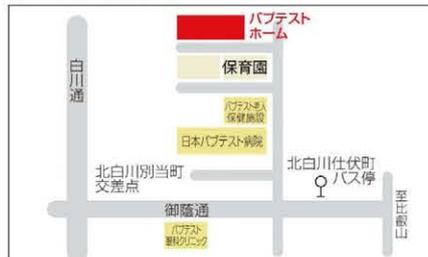 バプテスト
ホーム
保育園
白川通
バプテスト老人
保健施設
日本バプテスト病院
北白川別当町
交差点
北白川仕伏町
バス停
御蔭通
至比叡山
バプテスト
眼科クリニック